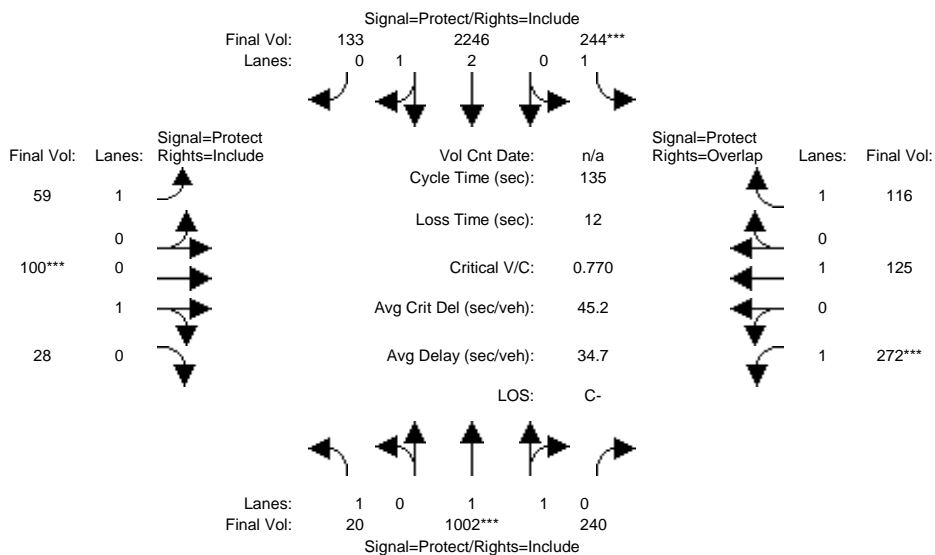 Signal=Protect/Rights=Include
Final Vol: 133 2246 244***
Lanes: 0 1 2 0 1
Signal=Protect
Final Vol: Lanes: Rights=Include
Vol Cnt Date: n/a
Signal=Protect
Rights=Overlap Lanes: Final Vol:
Cycle Time (sec): 135
59 1
1 116
Loss Time (sec): 12
0
0
100*** 0
Critical V/C: 0.770
1 125
1
Avg Crit Del (sec/veh): 45.2
0
28 0
Avg Delay (sec/veh): 34.7
1 272***
LOS: C-
Lanes: 1 0 1 1 0
Final Vol: 20 1002*** 240
Signal=Protect/Rights=Include